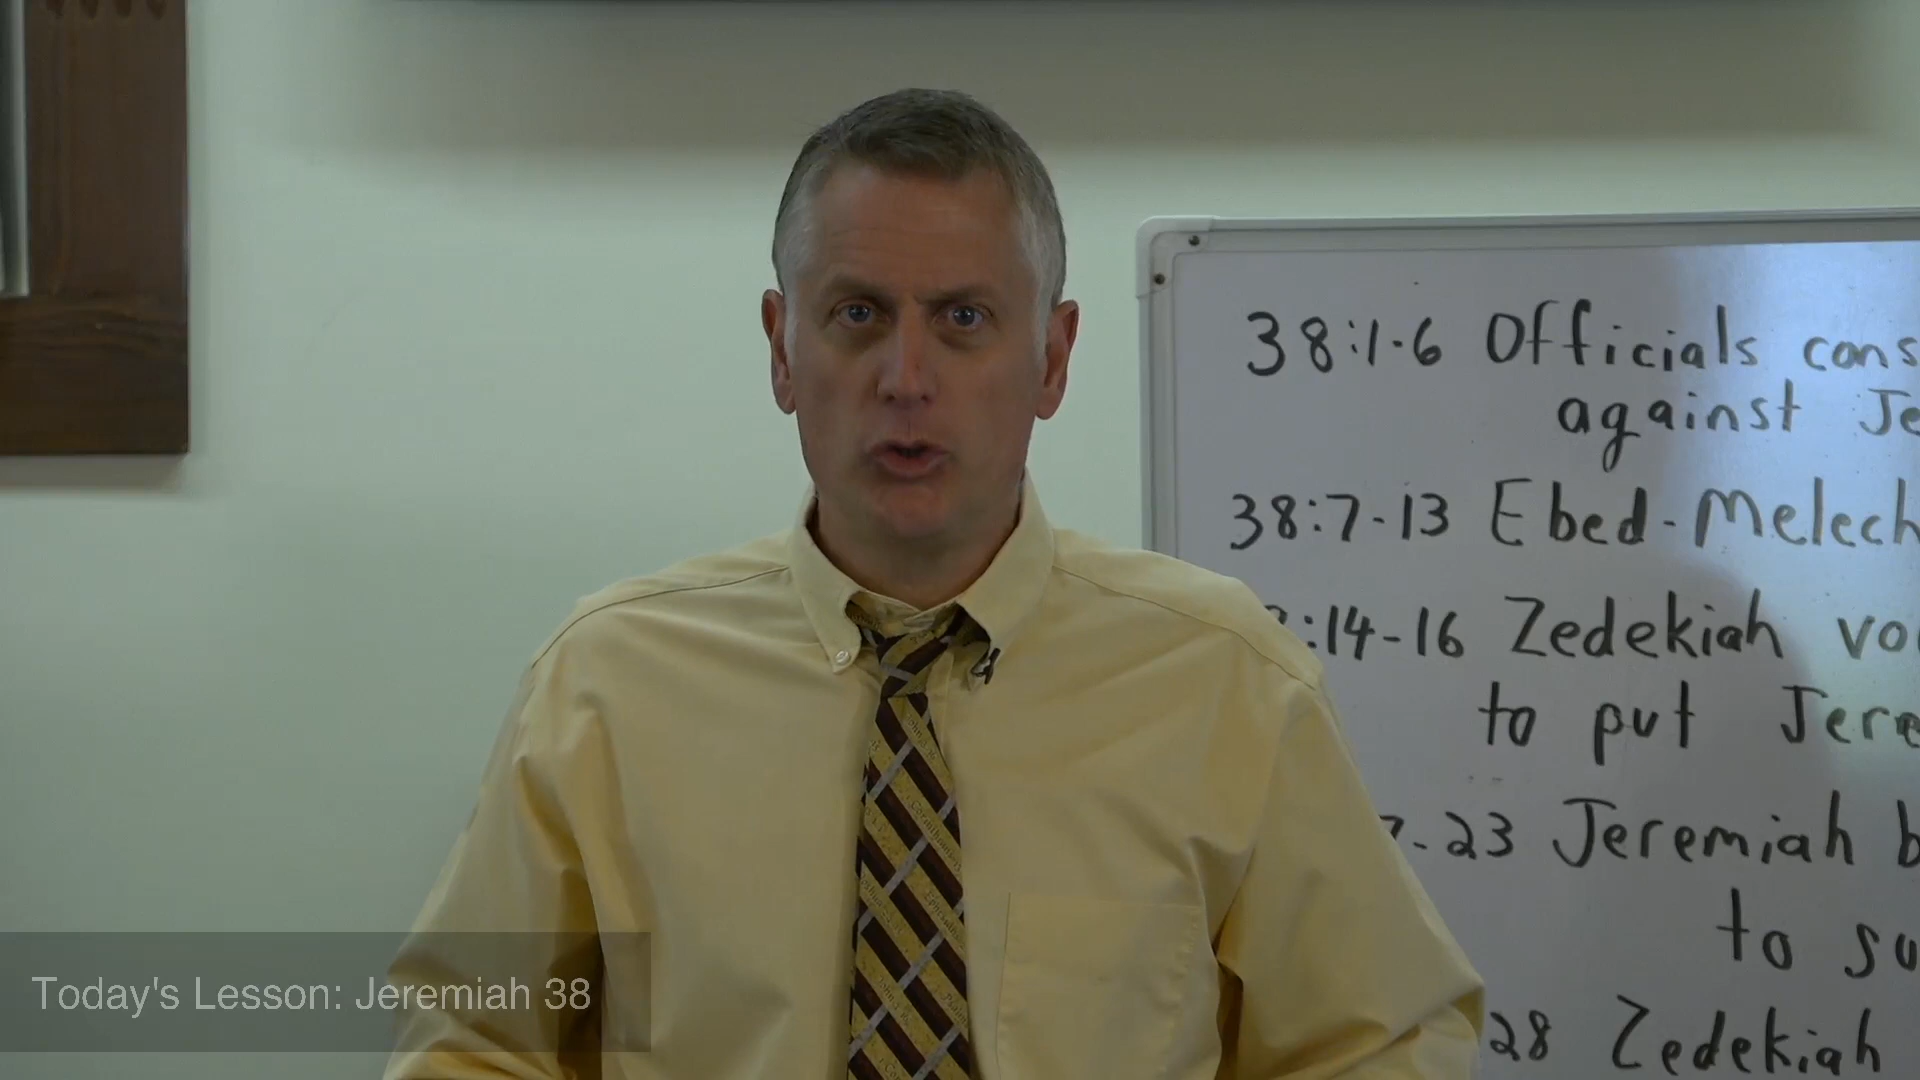 38:1-6 Officials cons
against Je
38:7-13 Ebed-Melech
:14-16 Zedekiah vo
to put Jere
-23 Jeremiah b
to su
28 Zedekiah
Today's Lesson: Jeremiah 38